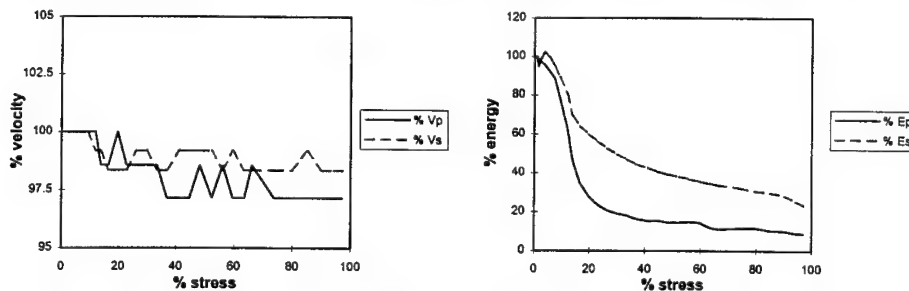 105
102.5
100
97.5
95
% velocity
0 20 40 60 80 100
% stress
% Vp
% Vs
120
100
80
60
40
20
0
% energy
0 20 40 60 80 100
% stress
% Ep
% Es